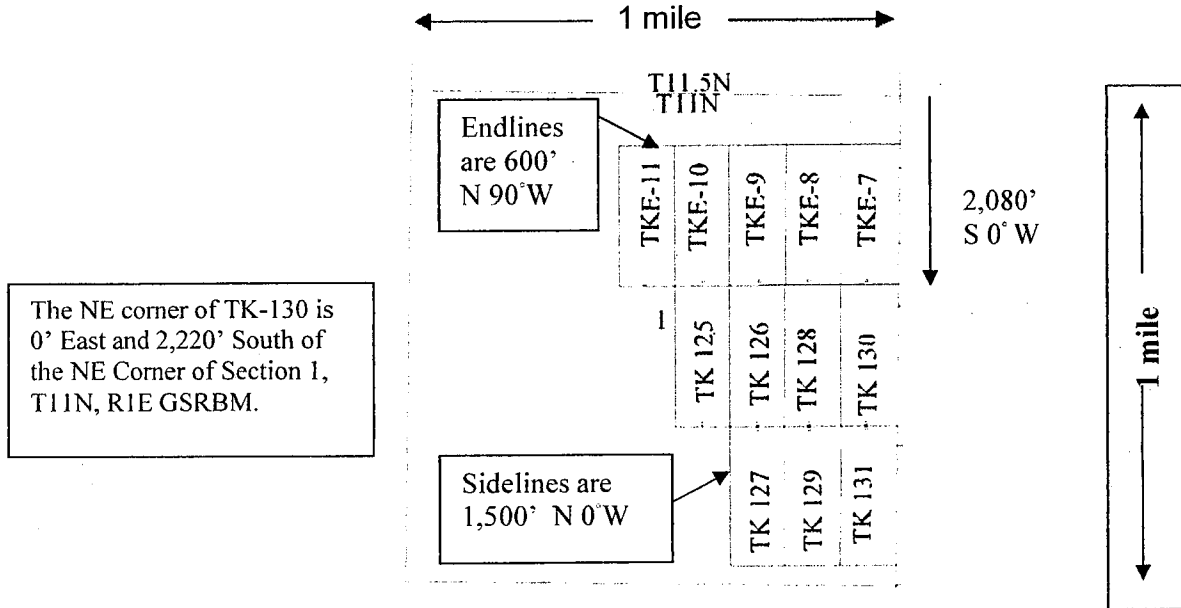 1 mile
T11.5N
T11N
Endlines
are 600’
N 90°W
TKE-11
TKE-10
TKE-9
TKE-8
TKE-7
2,080’
S 0° W
The NE corner of TK-130 is
0’ East and 2,220’ South of
the NE Corner of Section 1,
T11N, R1E GSRBM.
1
TK 125
TK 126
TK 128
TK 130
1 mile
Sidelines are
1,500’ N 0°W
TK 127
TK 129
TK 131